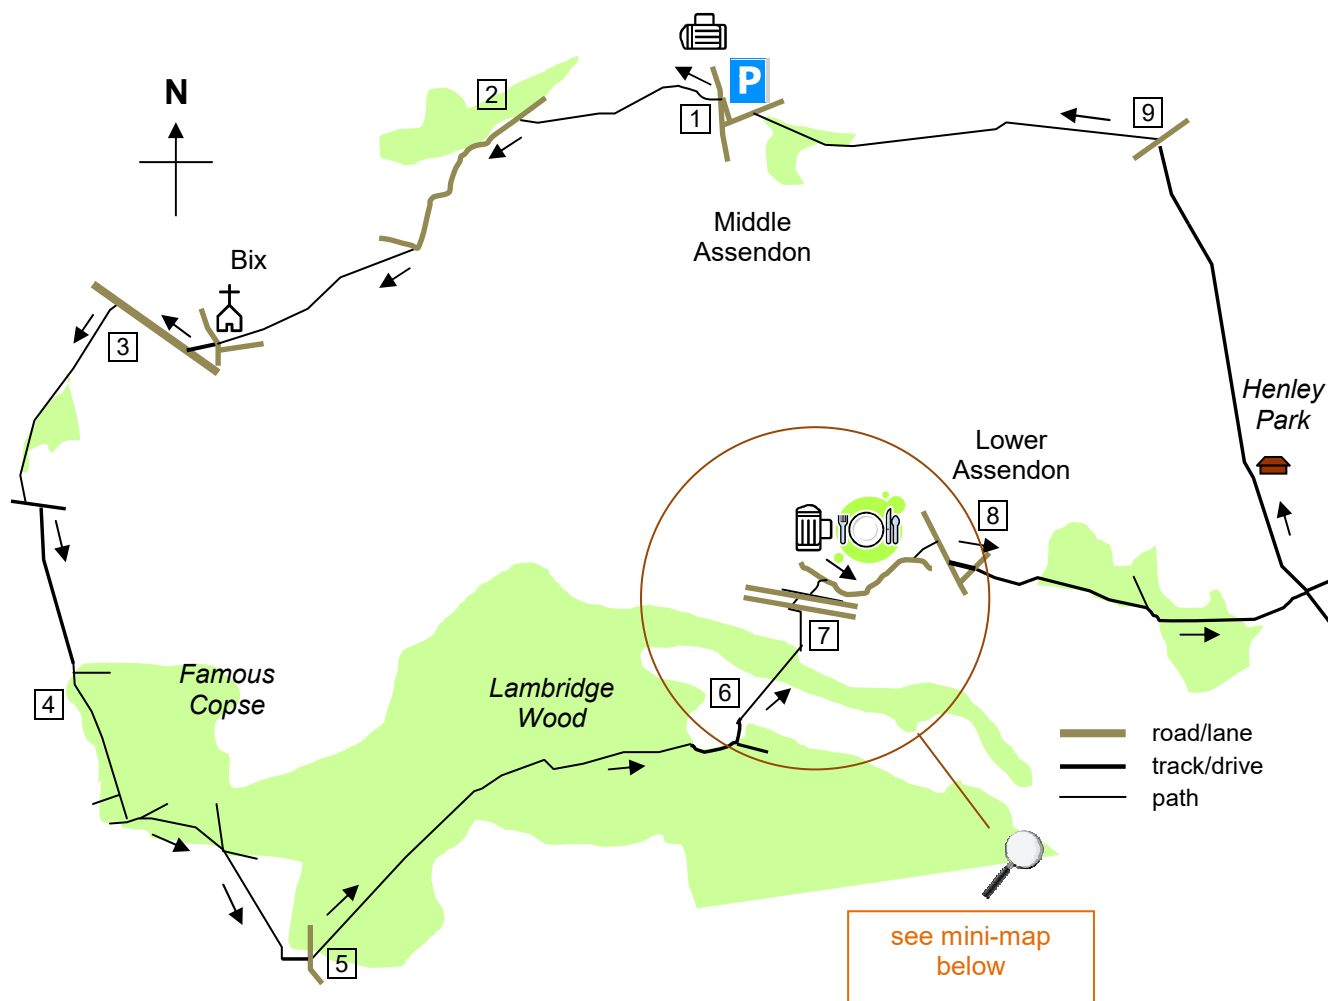 N
P
1
2
9
Middle
Assendon
Bix
3
Henley
Park
Lower
Assendon
8
7
Famous
Copse
4
Lambridge
Wood
6
road/lane
track/drive
path
5
see mini-map
below